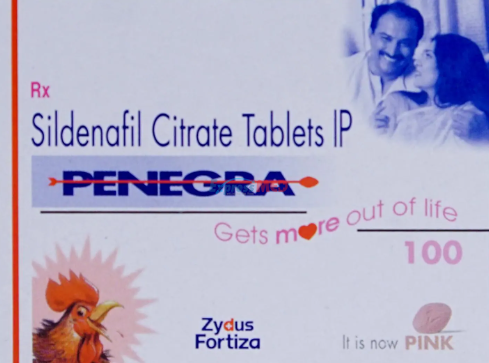 Rx
Sildenafil Citrate Tablets IP
PENEGRA
Gets more out of life
100
Zydus
Fortiza
It is now PINK